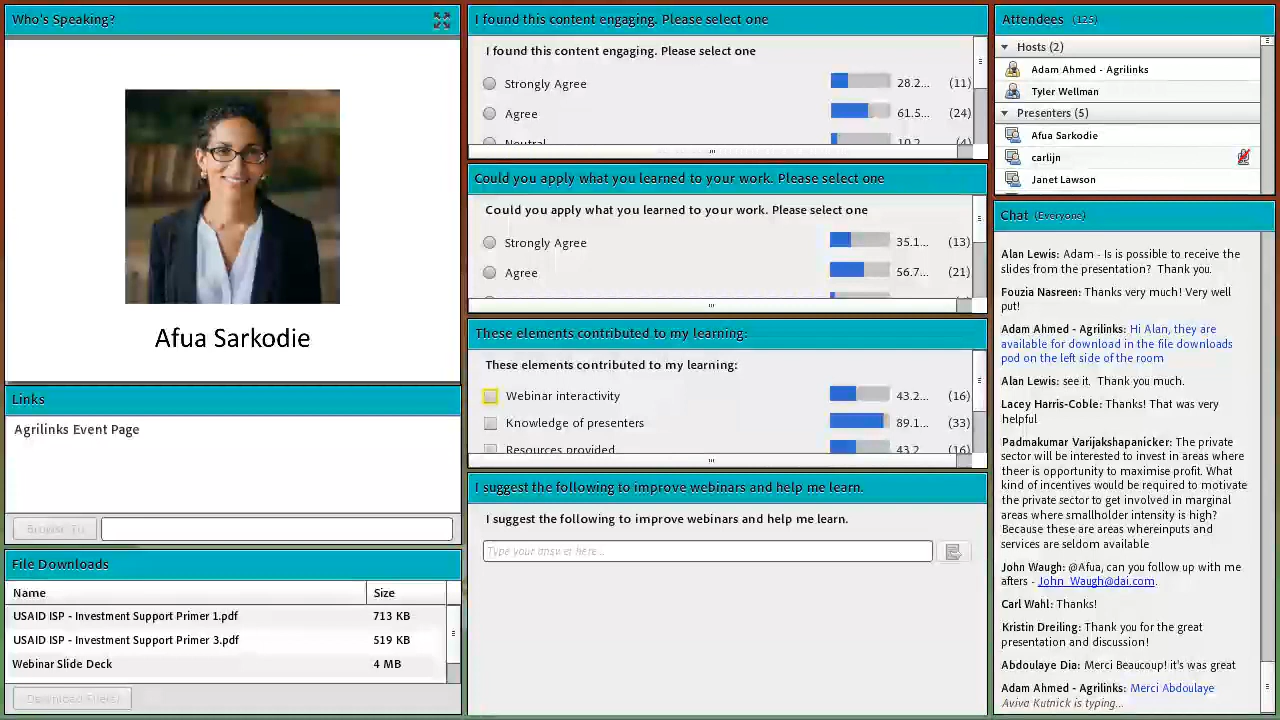 Who's Speaking?
Afua Sarkodie
Links
Agrilinks Event Page
Browse To
File Downloads
Name Size
USAID ISP - Investment Support Primer 1.pdf 713 KB
USAID ISP - Investment Support Primer 3.pdf 519 KB
Webinar Slide Deck 4 MB
Download File(s)
I found this content engaging. Please select one
I found this content engaging. Please select one
Strongly Agree 28.2... (11)
Agree 61.5... (24)
Neutral 10.2... (4)
Could you apply what you learned to your work. Please select one
Could you apply what you learned to your work. Please select one
Strongly Agree 35.1... (13)
Agree 56.7... (21)
These elements contributed to my learning:
These elements contributed to my learning:
Webinar interactivity 43.2... (16)
Knowledge of presenters 89.1... (33)
Resources provided 43.2... (16)
I suggest the following to improve webinars and help me learn.
I suggest the following to improve webinars and help me learn.
Type your answer here...
Attendees (125)
Hosts (2)
Adam Ahmed - Agrilinks
Tyler Wellman
Presenters (5)
Afua Sarkodie
carlijn
Janet Lawson
Chat (Everyone)
Alan Lewis: Adam - Is is possible to receive the
slides from the presentation? Thank you.
Fouzia Nasreen: Thanks very much! Very well
put!
Adam Ahmed - Agrilinks: Hi Alan, they are
available for download in the file downloads
pod on the left side of the room
Alan Lewis: see it. Thank you much.
Lacey Harris-Coble: Thanks! That was very
helpful
Padmakumar Varijakshapanicker: The private
sector will be interested to invest in areas where
theer is opportunity to maximise profit. What
kind of incentives would be required to motivate
the private sector to get involved in marginal
areas where smallholder intensity is high?
Because these are areas whereinputs and
services are seldom available
John Waugh: @Afua, can you follow up with me
afters - John_Waugh@dai.com.
Carl Wahl: Thanks!
Kristin Dreiling: Thank you for the great
presentation and discussion!
Abdoulaye Dia: Merci Beaucoup! it's was great
Adam Ahmed - Agrilinks: Merci Abdoulaye
Aviva Kutnick is typing...